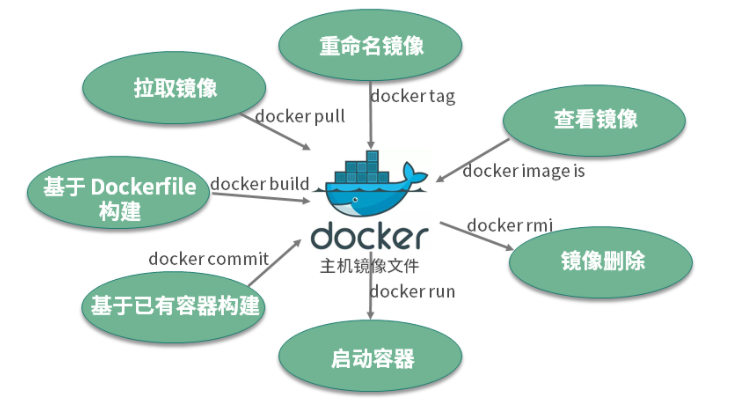 重命名镜像
拉取镜像
docker tag
docker pull
查看镜像
docker image is
基于 Dockerfile
构建
docker build
docker
主机镜像文件
docker rmi
镜像删除
docker commit
基于已有容器构建
docker run
启动容器